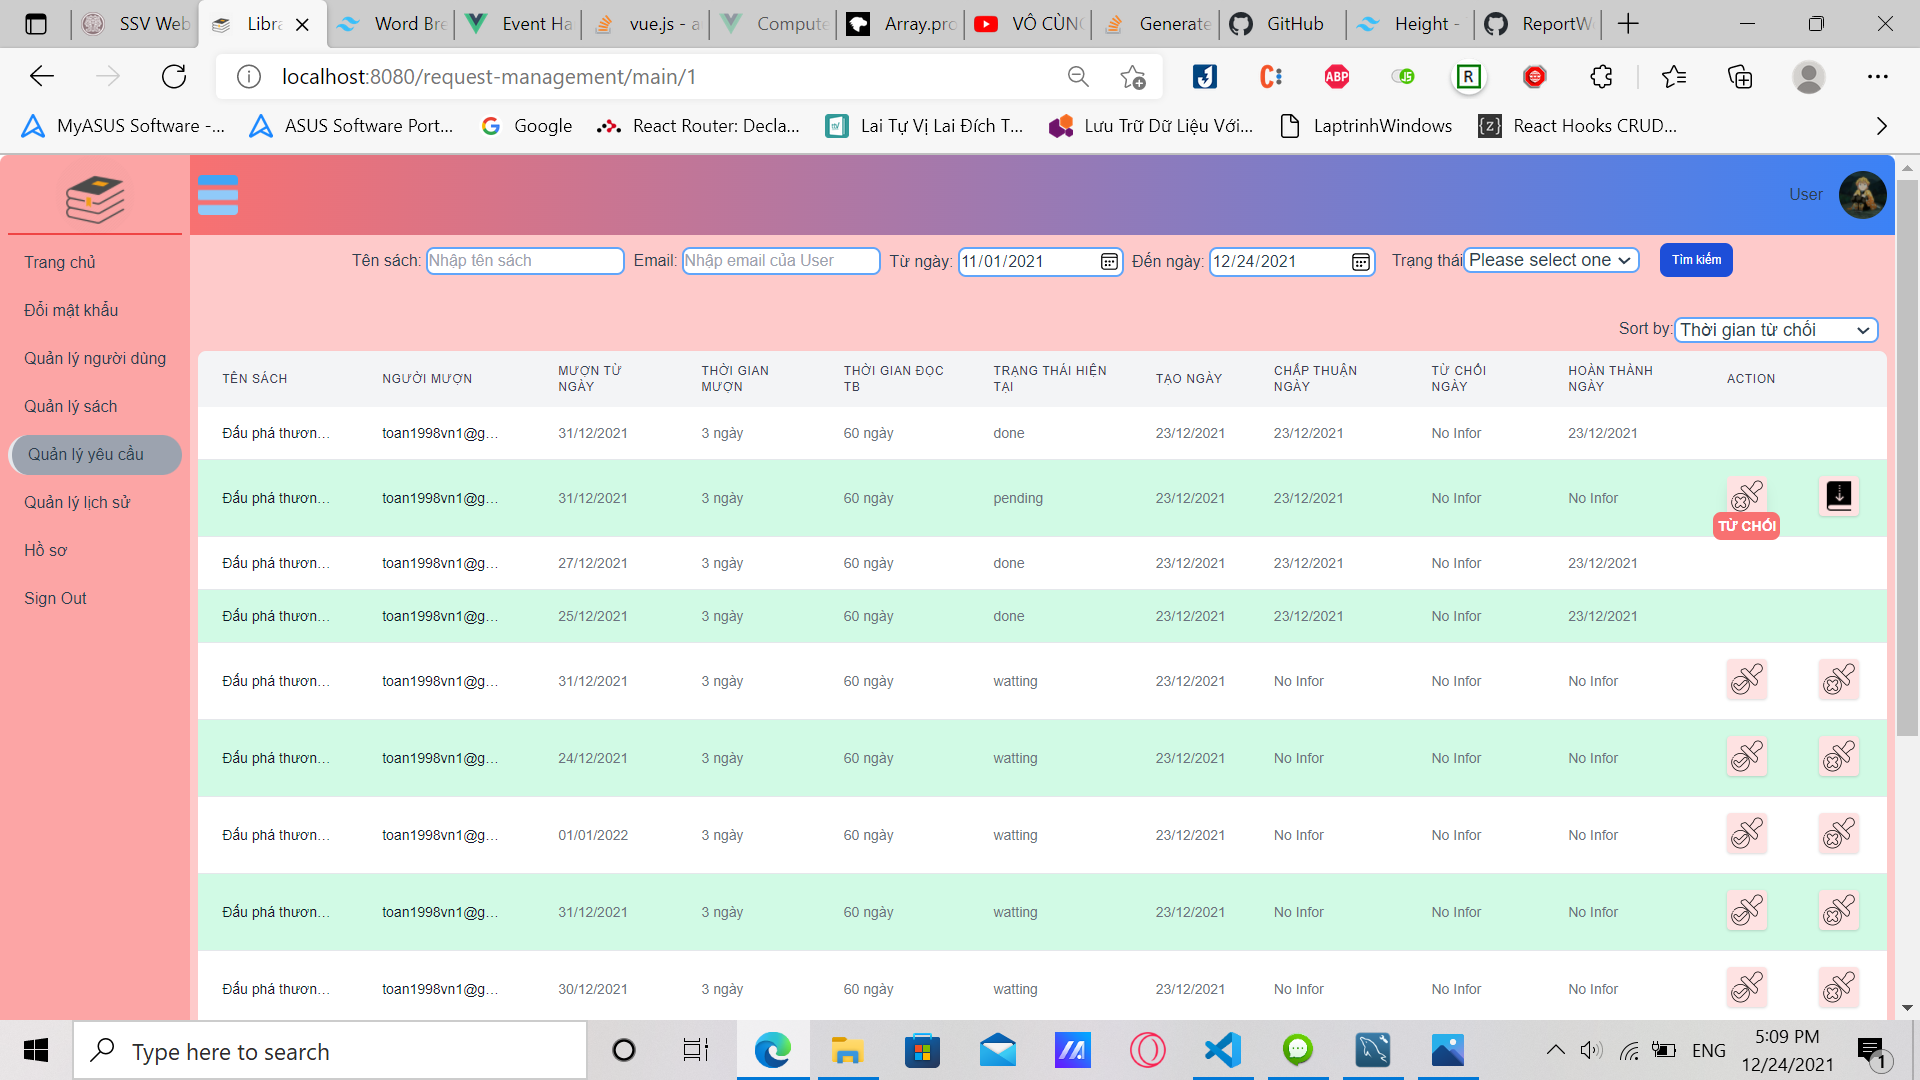 SSV Web
Libra
Word Bre
Event Ha
vue.js - a
Compute
Array.pro
VÔ CÙNG
Generate
GitHub
Height -
ReportW
localhost:8080/request-management/main/1
MyASUS Software -...
ASUS Software Port...
Google
React Router: Decla...
Lai Tự Vị Lai Đích T...
Lưu Trữ Dữ Liệu Với...
LaptrinhWindows
React Hooks CRUD...
User
Trang chủ
Đổi mật khẩu
Quản lý người dùng
Quản lý sách
Quản lý yêu cầu
Quản lý lịch sử
Hồ sơ
Sign Out
Tên sách: Nhập tên sách Email: Nhập email của User Từ ngày: 11/01/2021 Đến ngày: 12/24/2021 Trạng thái Please select one Tìm kiếm
Sort by: Thời gian từ chối
TÊN SÁCH NGƯỜI MƯỢN MƯỢN TỪ NGÀY THỜI GIAN MƯỢN THỜI GIAN ĐỌC TB TRẠNG THÁI HIỆN TẠI TẠO NGÀY CHẤP THUẬN NGÀY TỪ CHỐI NGÀY HOÀN THÀNH NGÀY ACTION
Đấu phá thươn... toan1998vn1@g... 31/12/2021 3 ngày 60 ngày done 23/12/2021 23/12/2021 No Infor 23/12/2021
Đấu phá thươn... toan1998vn1@g... 31/12/2021 3 ngày 60 ngày pending 23/12/2021 23/12/2021 No Infor No Infor
TỪ CHỐI
Đấu phá thươn... toan1998vn1@g... 27/12/2021 3 ngày 60 ngày done 23/12/2021 23/12/2021 No Infor 23/12/2021
Đấu phá thươn... toan1998vn1@g... 25/12/2021 3 ngày 60 ngày done 23/12/2021 23/12/2021 No Infor 23/12/2021
Đấu phá thươn... toan1998vn1@g... 31/12/2021 3 ngày 60 ngày watting 23/12/2021 No Infor No Infor No Infor
Đấu phá thươn... toan1998vn1@g... 24/12/2021 3 ngày 60 ngày watting 23/12/2021 No Infor No Infor No Infor
Đấu phá thươn... toan1998vn1@g... 01/01/2022 3 ngày 60 ngày watting 23/12/2021 No Infor No Infor No Infor
Đấu phá thươn... toan1998vn1@g... 31/12/2021 3 ngày 60 ngày watting 23/12/2021 No Infor No Infor No Infor
Đấu phá thươn... toan1998vn1@g... 30/12/2021 3 ngày 60 ngày watting 23/12/2021 No Infor No Infor No Infor
Type here to search
ENG
5:09 PM
12/24/2021
1